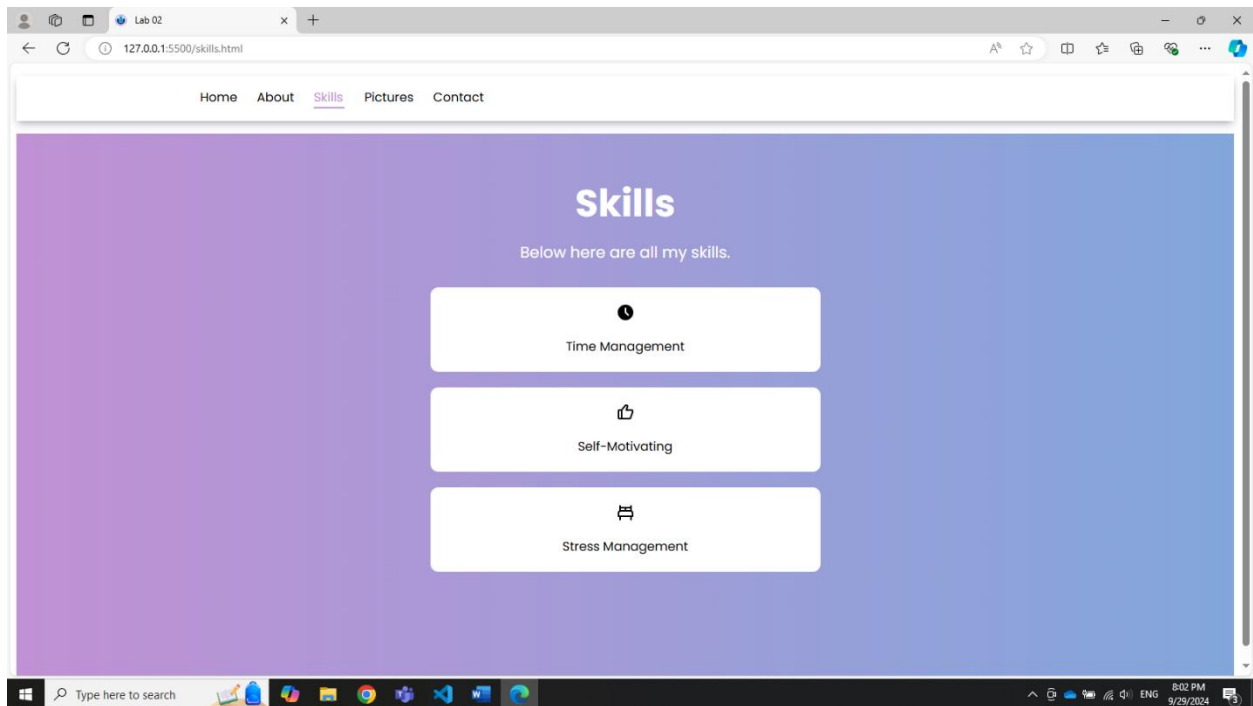 Lab 02
127.0.0.1:5500/skills.html
Home About Skills Pictures Contact
Skills
Below here are all my skills.
Time Management
Self-Motivating
Stress Management
Type here to search
ENG
8:02 PM
9/29/2024
3